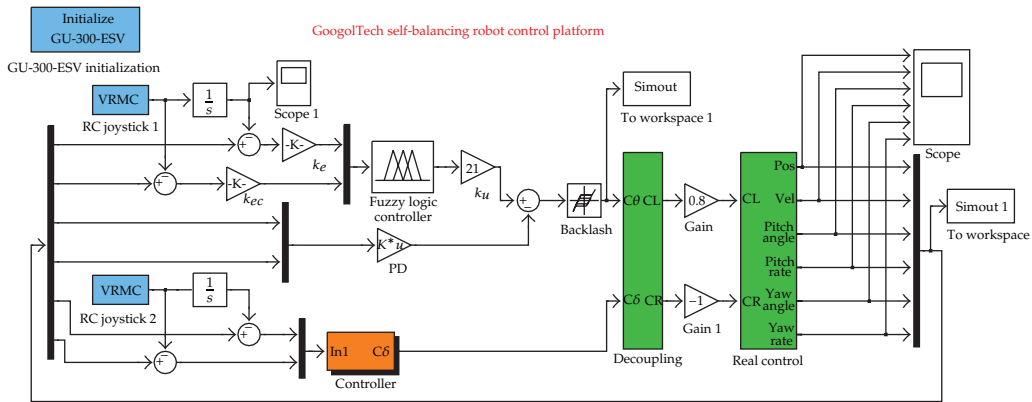 Initialize
GU-300-ESV
GU-300-ESV initialization
GoogolTech self-balancing robot control platform
VRMC
RC joystick 1
1
s
Scope 1
+
−
-K-
k_e
+
−
-K-
k_ec
Fuzzy logic
controller
21
k_u
+
−
Backlash
K* u
PD
Simout
To workspace 1
Cθ CL
Cδ CR
Decoupling
0.8
Gain
−1
Gain 1
CL
CR
Pos
Vel
Pitch
angle
Pitch
rate
Yaw
angle
Yaw
rate
Real control
Scope
Simout 1
To workspace
VRMC
RC joystick 2
1
s
+
−
+
−
In1 Cδ
Controller